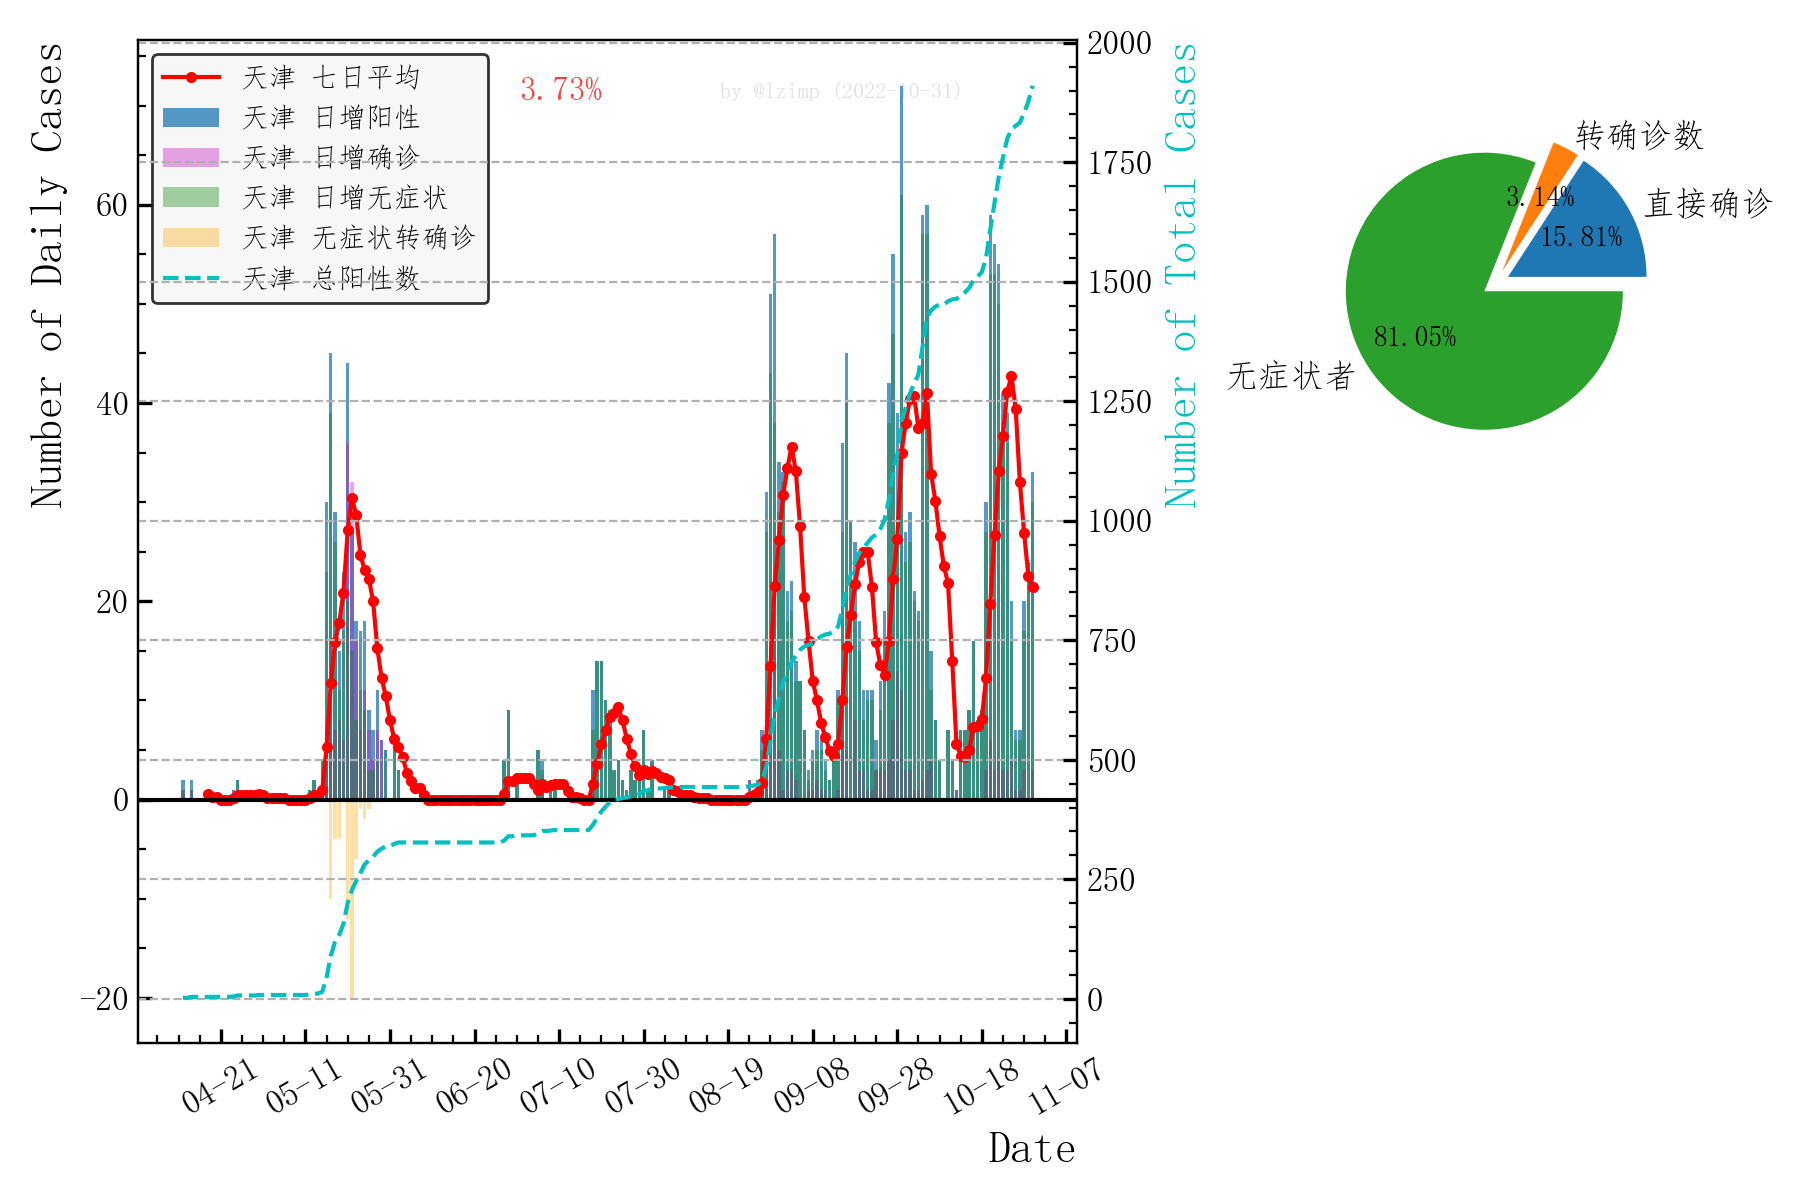 Number of Daily Cases
60
40
20
0
−20
天津 七日平均
天津 日增阳性
天津 日增确诊
天津 日增无症状
天津 无症状转确诊
天津 总阳性数
3.73%
by @lzimp (2022-10-31)
2000
1750
1500
1250
1000
750
500
250
0
Number of Total Cases
04−21
05−11
05−31
06−20
07−10
07−30
08−19
09−08
09−28
10−18
11−07
Date
转确诊数
直接确诊
3.14%
15.81%
81.05%
无症状者